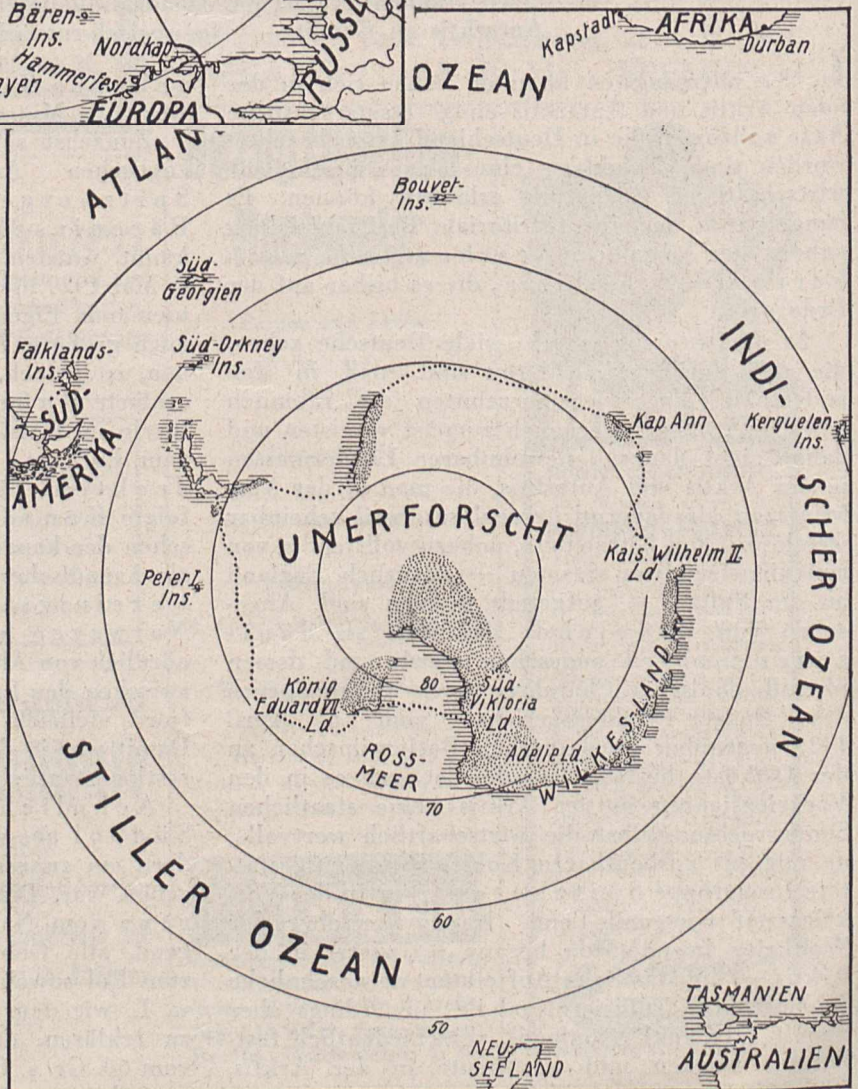 Bären-
Ins.
Nordkap
Hammerfest
yen
EUROPA
RUSSL
Kapstadt
AFRIKA
Durban
OZEAN
ATLAN
Bouvet-
Ins.
Süd-
Georgien
INDI-
Falklands-
Ins.
Süd-Orkney
Ins.
SÜD
AMERIKA
Kap Ann
Kerguelen
Ins.
SCHER OZEAN
UNERFORSCHT
Kais. Wilhelm II
Ld.
Peter I.
Ins.
König
Eduard VII
Ld.
80
Süd-
Viktoria
Ld
ROSS-
MEER
Adélie Ld.
WILKES-LAND
70
STILLER OZEAN
60
50
TASMANIEN
NEU-
SEELAND
AUSTRALIEN